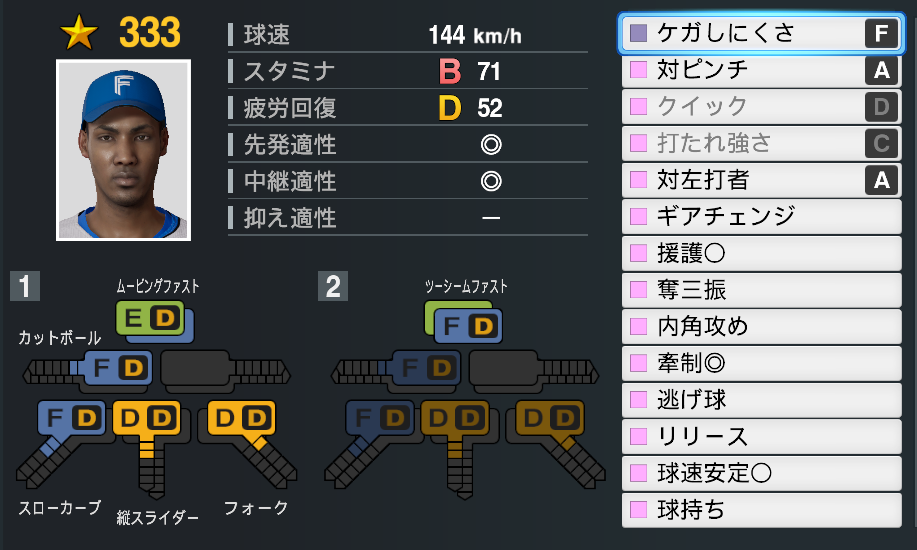 ★ 333
F
球速 144 km/h
スタミナ B 71
疲労回復 D 52
先発適性 ◎
中継適性 ◎
抑え適性 ー
1
ムービングファスト
E D
カットボール
F D
F D
D D
D D
スローカーブ
縦スライダー
フォーク
2
ツーシームファスト
F D
F D
F D
D D
D D
ケガしにくさ F
対ピンチ A
クイック D
打たれ強さ C
対左打者 A
ギアチェンジ
援護〇
奪三振
内角攻め
牽制◎
逃げ球
リリース
球速安定〇
球持ち